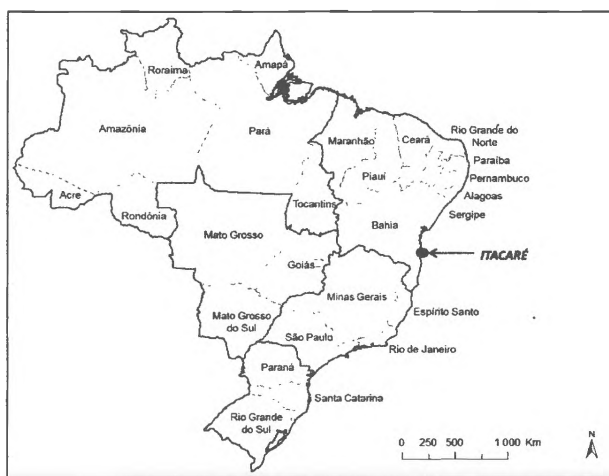 Roraima
Amapá
Amazônia
Pará
Maranhão
Ceará
Rio Grande do
Norte
Paraíba
Piauí
Pernambuco
Alagoas
Acre
Rondônia
Tocantins
Sergipe
Bahia
Mato Grosso
ITACARÉ
Goiás
Minas Gerais
Mato Grosso
do Sul
Espírito Santo
São Paulo
Rio de Janeiro
Paraná
Santa Catarina
Rio Grande
do Sul
N
0 250 500 1 000 Km